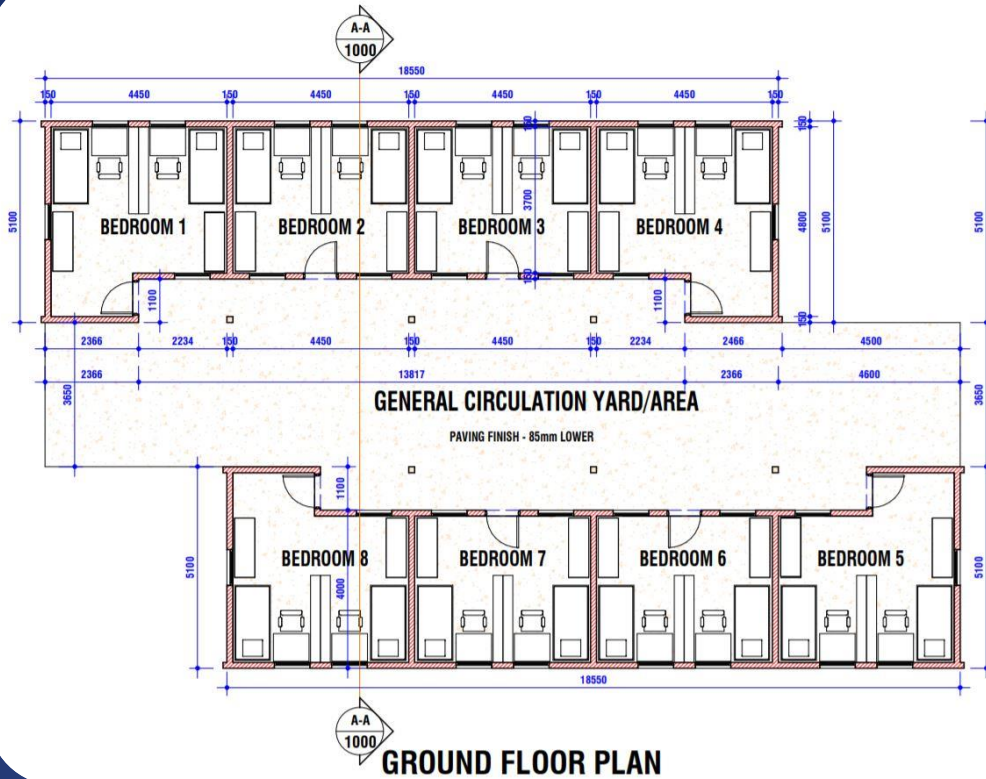 A-A
1000
18550
150 4450 150 4450 150 4450 150 4450 150
5100
150
3700
150
150
4800
150
5100
5100
BEDROOM 1 BEDROOM 2 BEDROOM 3 BEDROOM 4
1100
1100
2366 2234 150 4450 150 4450 150 2234 2466 4500
2366 13817 2366 4600
3650
3650
GENERAL CIRCULATION YARD/AREA
PAVING FINISH - 85mm LOWER
1100
5100
4000
5100
BEDROOM 8 BEDROOM 7 BEDROOM 6 BEDROOM 5
18550
A-A
1000
GROUND FLOOR PLAN